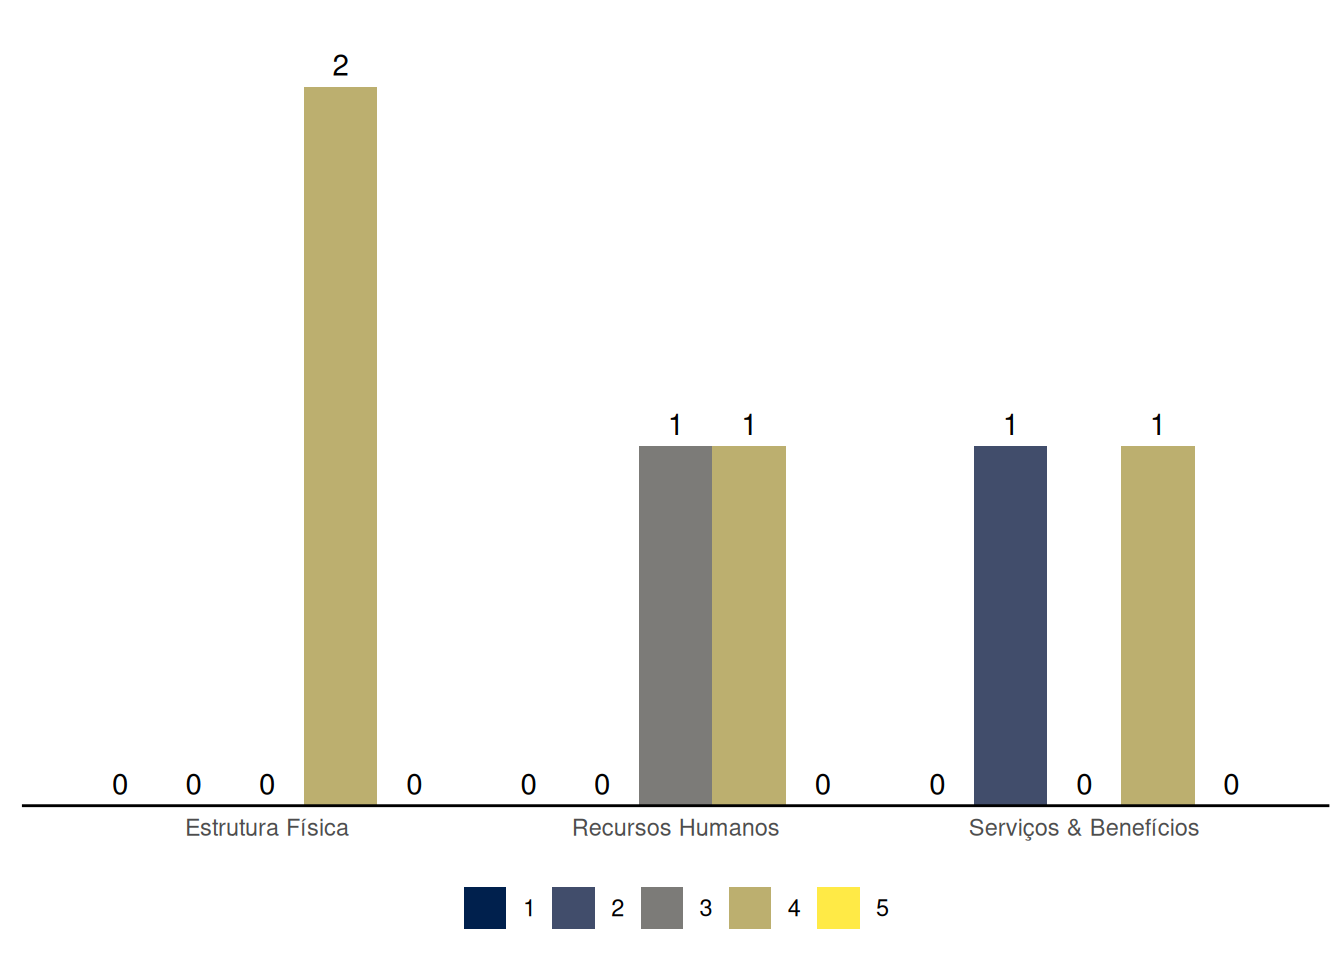 2
1 1 1 1
0 0 0 0 0 0 0 0 0 0
Estrutura Física Recursos Humanos Serviços & Benefícios
1 2 3 4 5